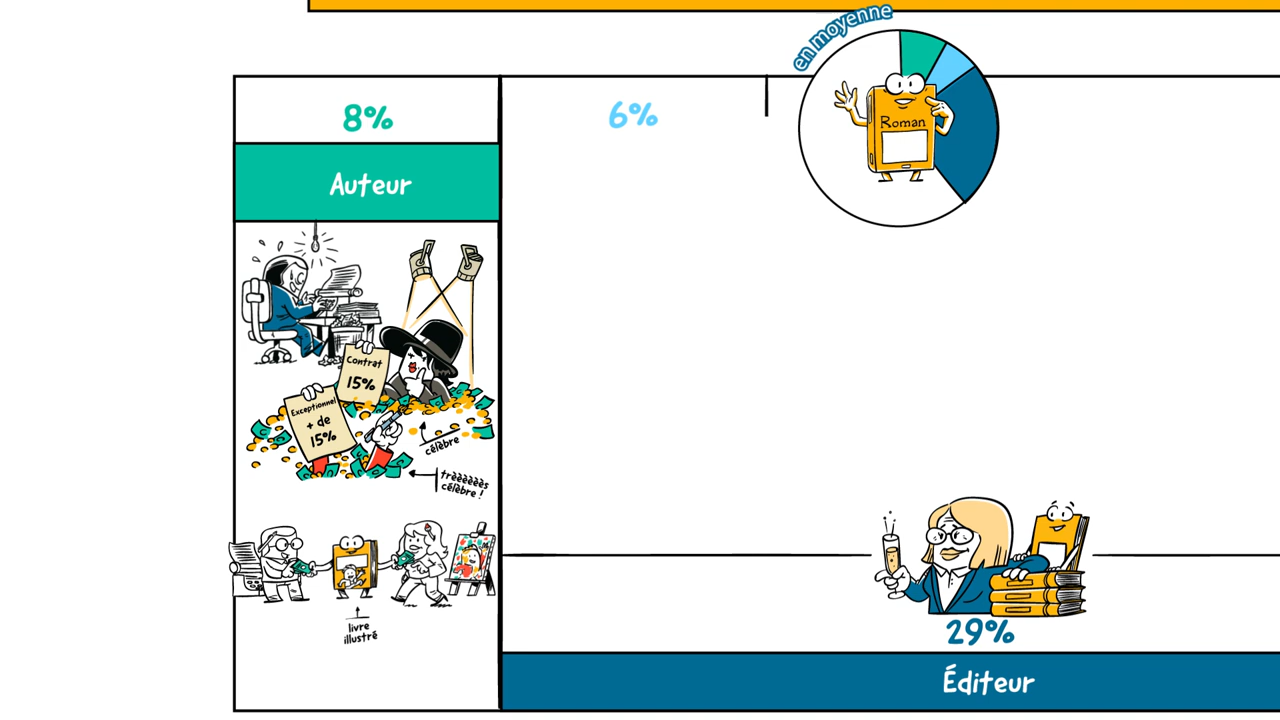 en moyenne
8%
6%
Roman
Auteur
Contrat
15%
Exceptionnel
+ de
15%
célèbre
trèèèèèès
célèbre !
livre
illustré
29%
Éditeur